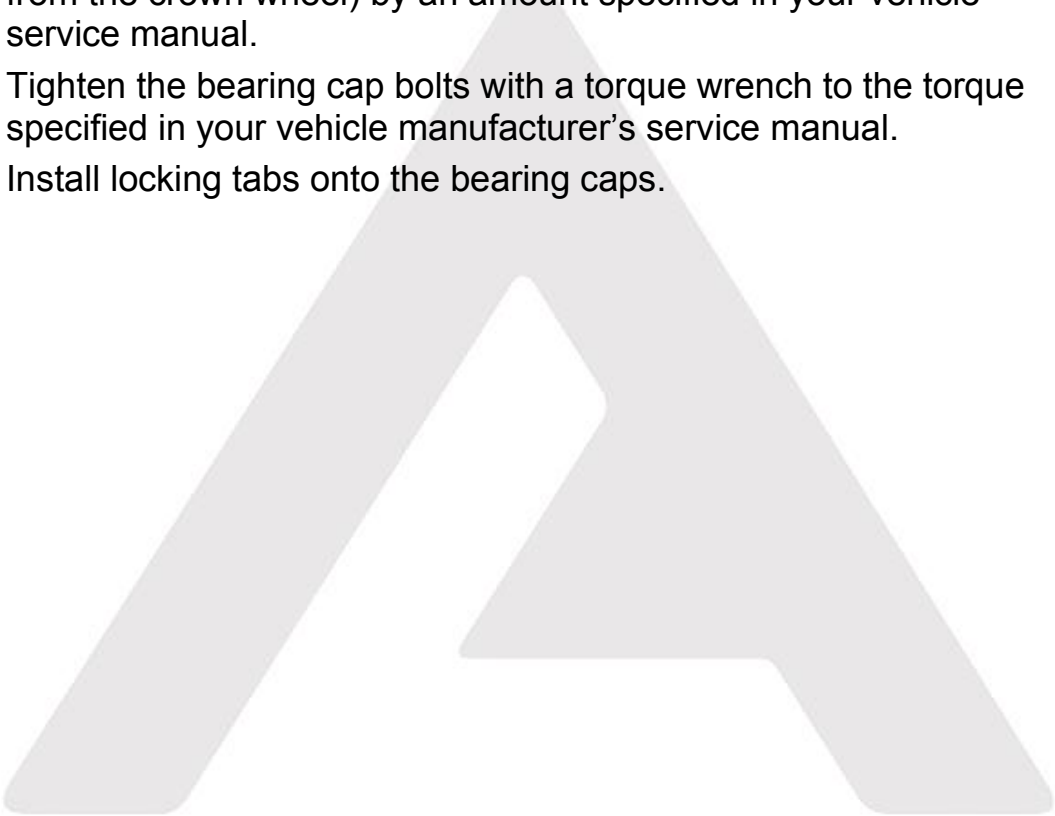 from the crown wheel) by an amount specified in your vehicle
service manual.
Tighten the bearing cap bolts with a torque wrench to the torque
specified in your vehicle manufacturer’s service manual.
Install locking tabs onto the bearing caps.